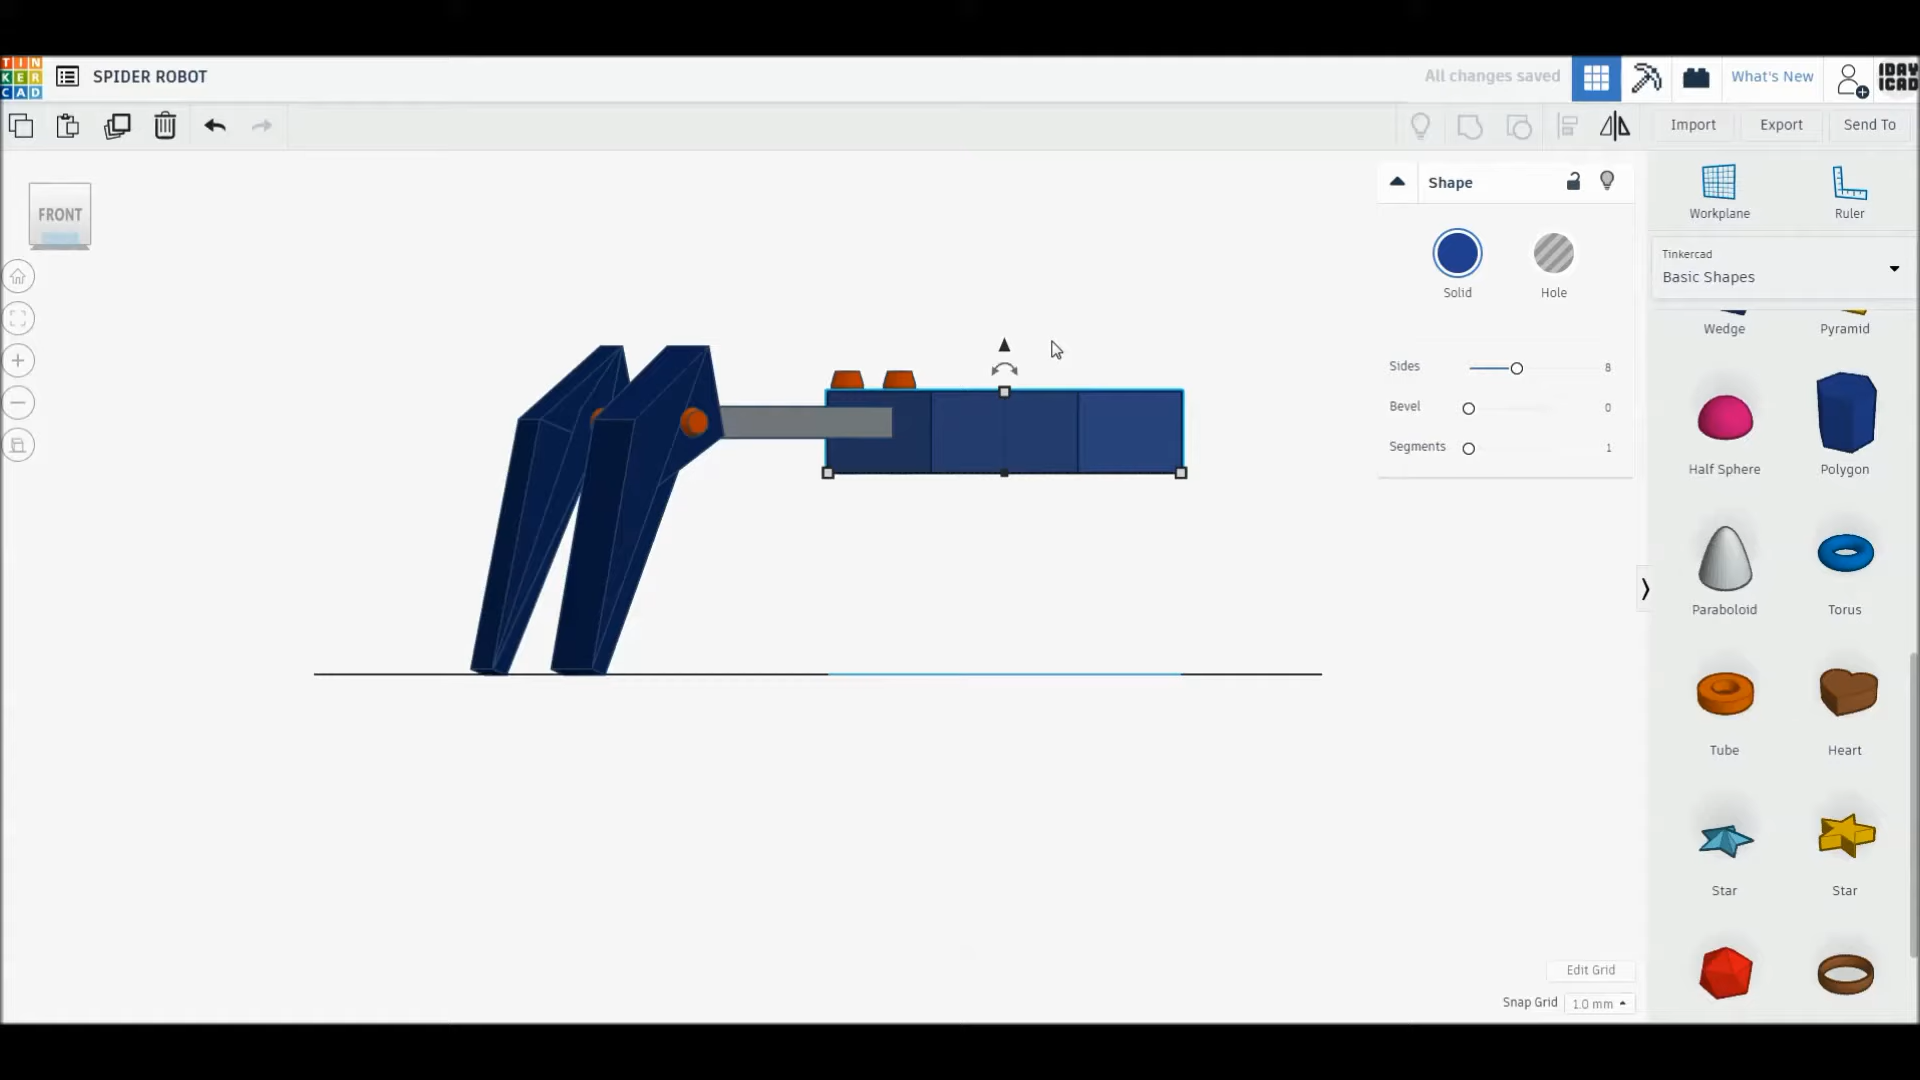 TIN
KER
CAD
SPIDER ROBOT
All changes saved
What's New
1DAY
1CAD
Import
Export
Send To
FRONT
Shape
Solid
Hole
Sides
8
Bevel
0
Segments
1
Workplane
Ruler
Tinkercad
Basic Shapes
Wedge
Pyramid
Half Sphere
Polygon
Paraboloid
Torus
Tube
Heart
Star
Star
Edit Grid
Snap Grid
1.0 mm